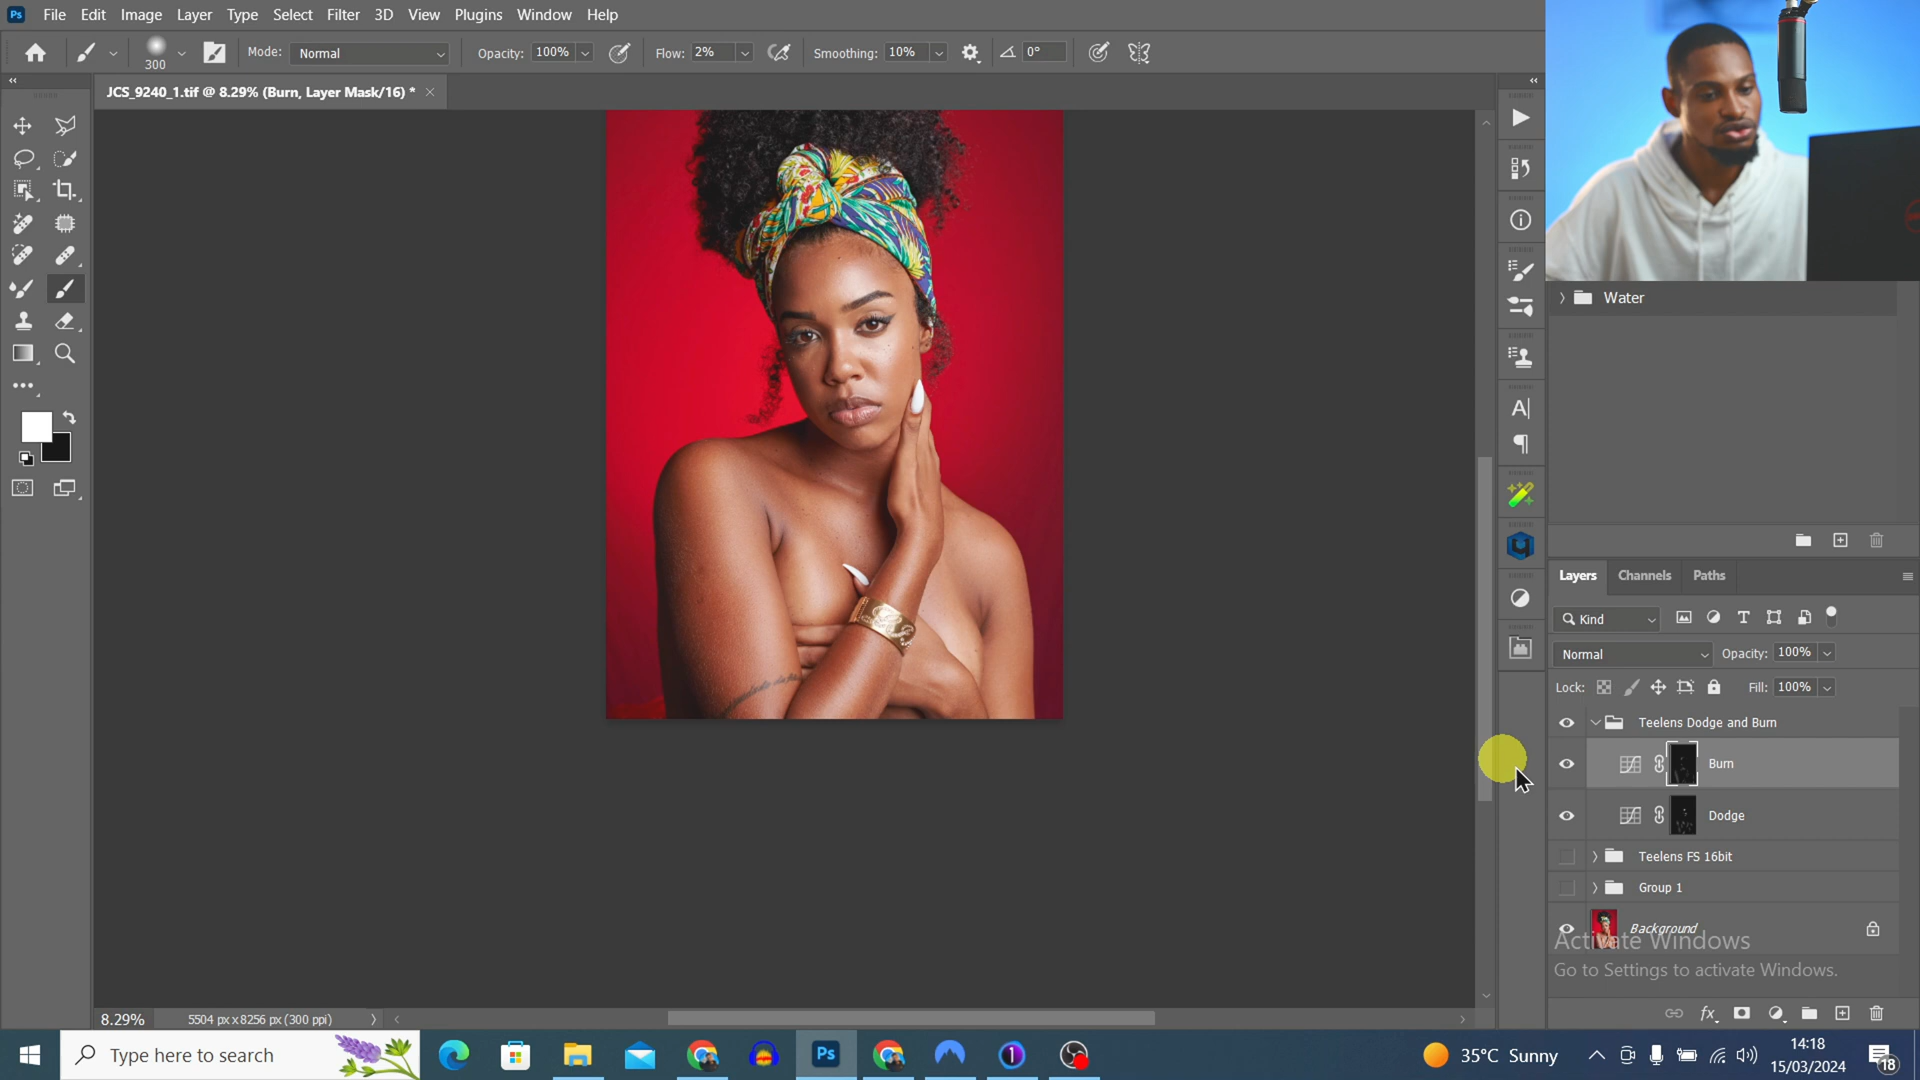 Ps File Edit Image Layer Type Select Filter 3D View Plugins Window Help
300 Mode: Normal Opacity: 100% Flow: 2% Smoothing: 10% 0°
JCS_9240_1.tif @ 8.29% (Burn, Layer Mask/16) *
Water
Layers Channels Paths
Kind
Normal Opacity: 100%
Lock: Fill: 100%
Teelens Dodge and Burn
Burn
Dodge
Teelens FS 16bit
Group 1
Background
Activate Windows
Go to Settings to activate Windows.
8.29% 5504 px x 8256 px (300 ppi)
Type here to search
Ps
35°C Sunny
14:18
15/03/2024
18